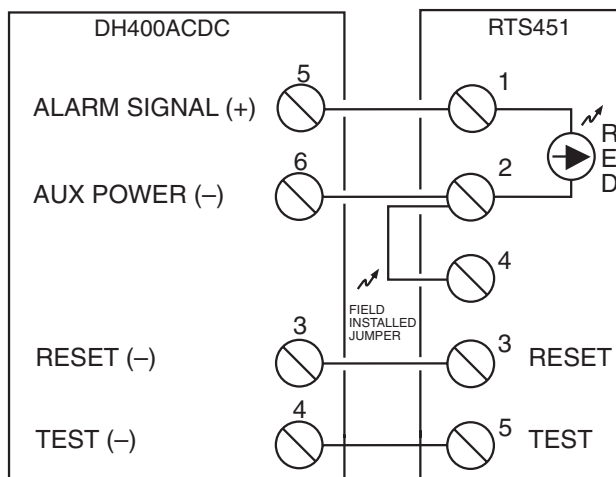 DH400ACDC RTS451
5 1
ALARM SIGNAL (+)
RED
6 2
AUX POWER (–)
4
FIELD
INSTALLED
JUMPER
3 3
RESET (–) RESET
4 5
TEST (–) TEST